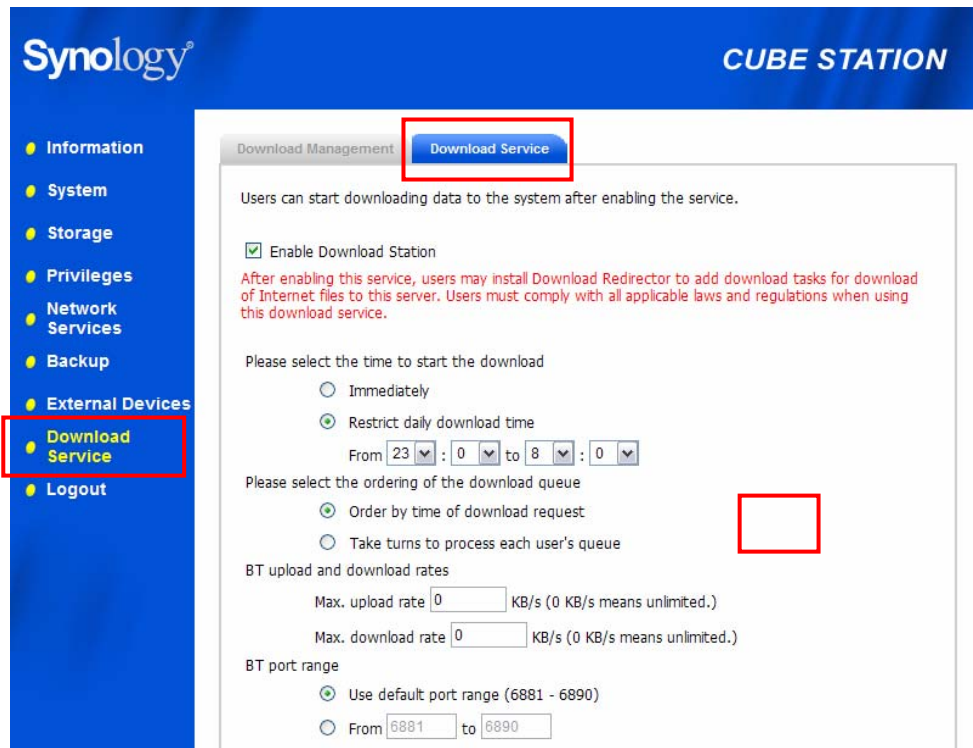 Synology®
CUBE STATION
Information
System
Storage
Privileges
Network
Services
Backup
External Devices
Download
Service
Logout
Download Management
Download Service
Users can start downloading data to the system after enabling the service.
Enable Download Station
After enabling this service, users may install Download Redirector to add download tasks for download
of Internet files to this server. Users must comply with all applicable laws and regulations when using
this download service.
Please select the time to start the download
Immediately
Restrict daily download time
From 23 : 0 to 8 : 0
Please select the ordering of the download queue
Order by time of download request
Take turns to process each user's queue
BT upload and download rates
Max. upload rate 0 KB/s (0 KB/s means unlimited.)
Max. download rate 0 KB/s (0 KB/s means unlimited.)
BT port range
Use default port range (6881 - 6890)
From 6881 to 6890